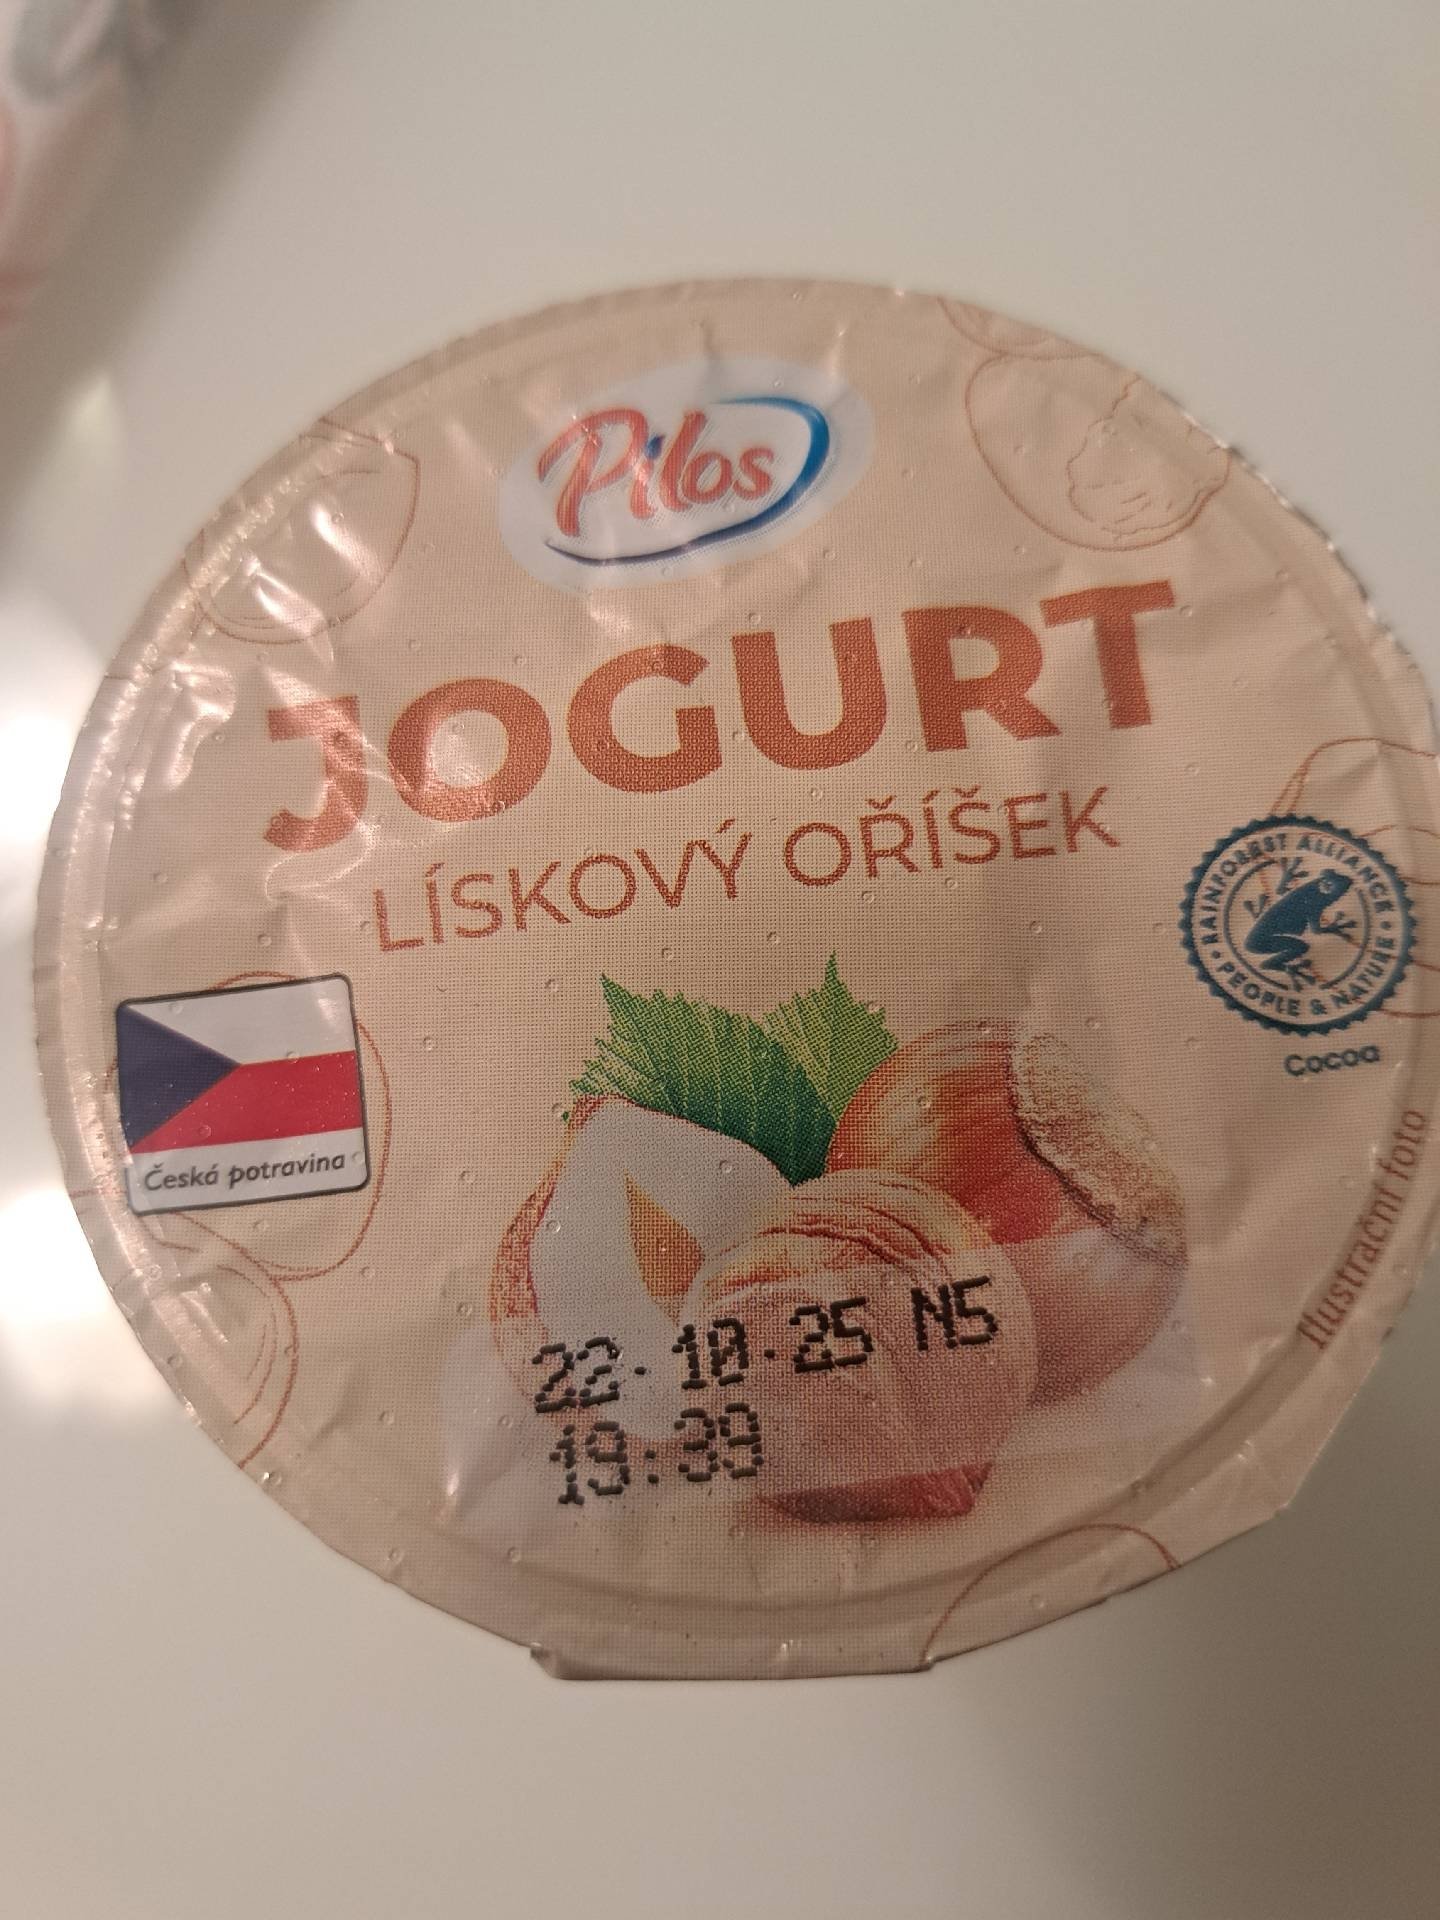 Pilos
JOGURT
LÍSKOVÝ OŘÍŠEK
RAINFOREST ALLIANCE
PEOPLE & NATURE
Cocoa
Česká potravina
Ilustrační foto
22.10.25 N5
19:39